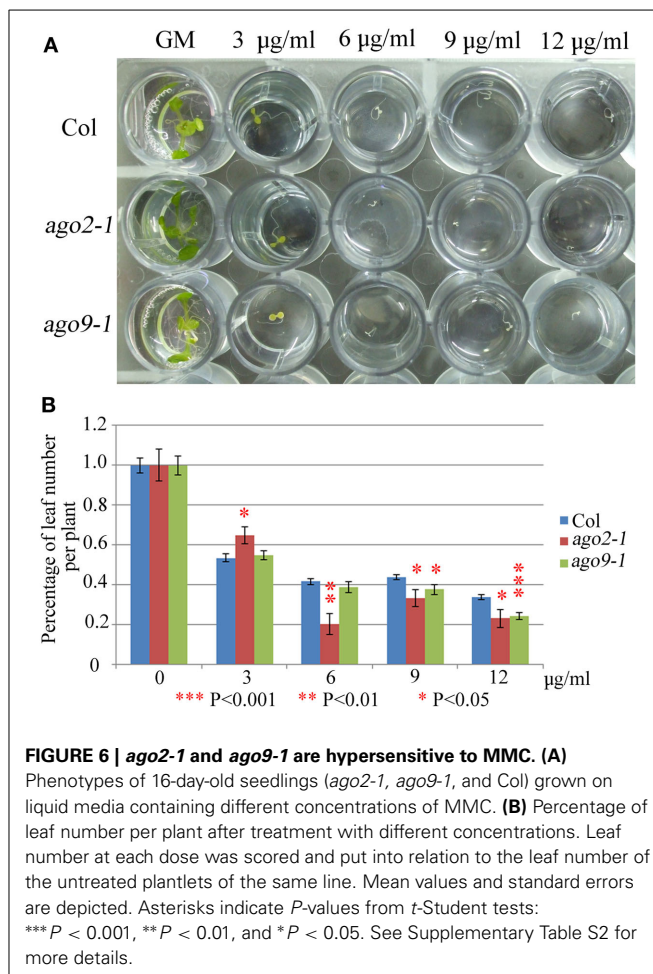 A
GM 3 µg/ml 6 µg/ml 9 µg/ml 12 µg/ml
Col
ago2-1
ago9-1
B
Percentage of leaf number
per plant
1.2
1.0
0.8
0.6
0.4
0.2
0
*
**
* *
* ***
Col
ago2-1
ago9-1
0 3 6 9 12 µg/ml
*** P<0.001 ** P<0.01 * P<0.05
FIGURE 6 | ago2-1 and ago9-1 are hypersensitive to MMC. (A)
Phenotypes of 16-day-old seedlings (ago2-1, ago9-1, and Col) grown on
liquid media containing different concentrations of MMC. (B) Percentage of
leaf number per plant after treatment with different concentrations. Leaf
number at each dose was scored and put into relation to the leaf number of
the untreated plantlets of the same line. Mean values and standard errors
are depicted. Asterisks indicate P-values from t-Student tests:
***P < 0.001, **P < 0.01, and *P < 0.05. See Supplementary Table S2 for
more details.